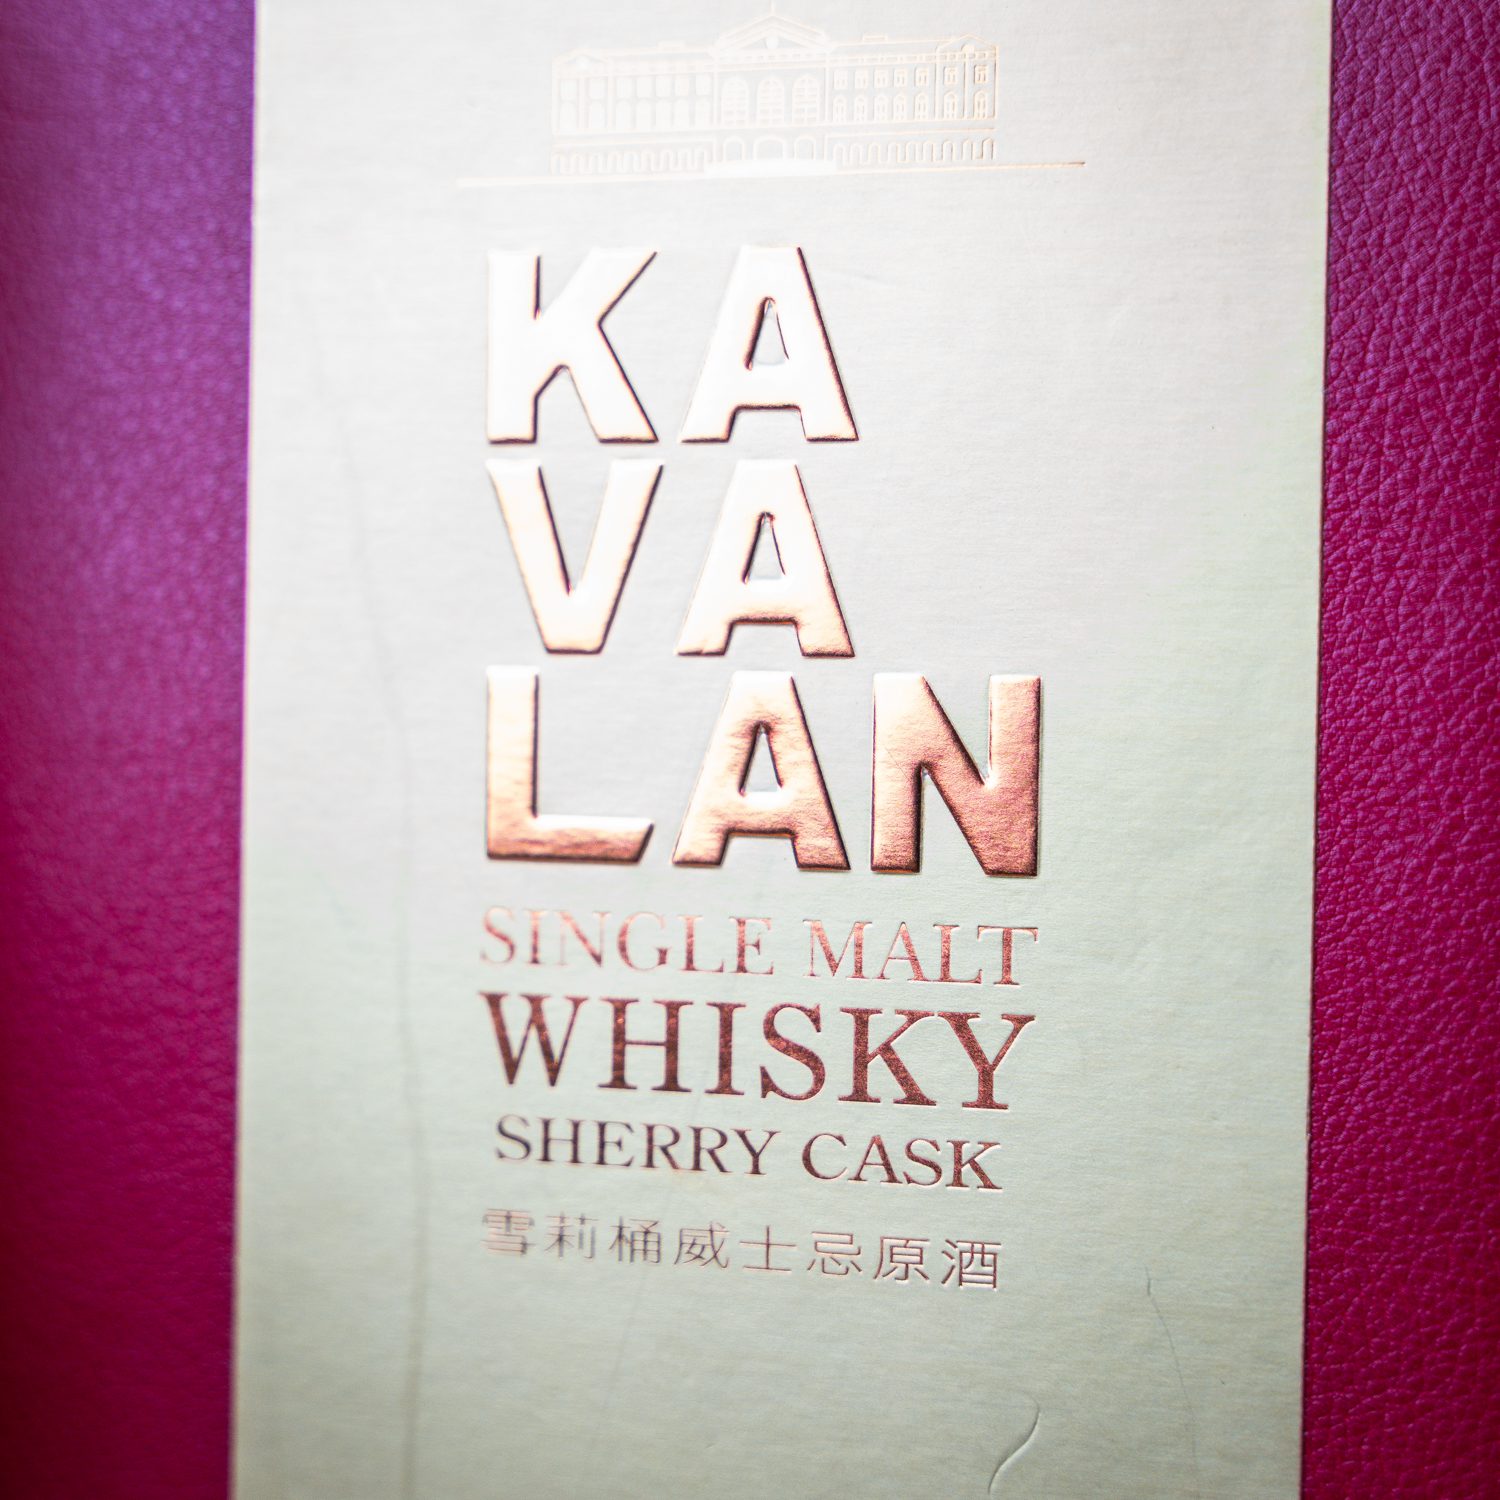 KA
VA
LAN
SINGLE MALT
WHISKY
SHERRY CASK
雪莉桶威士忌原酒